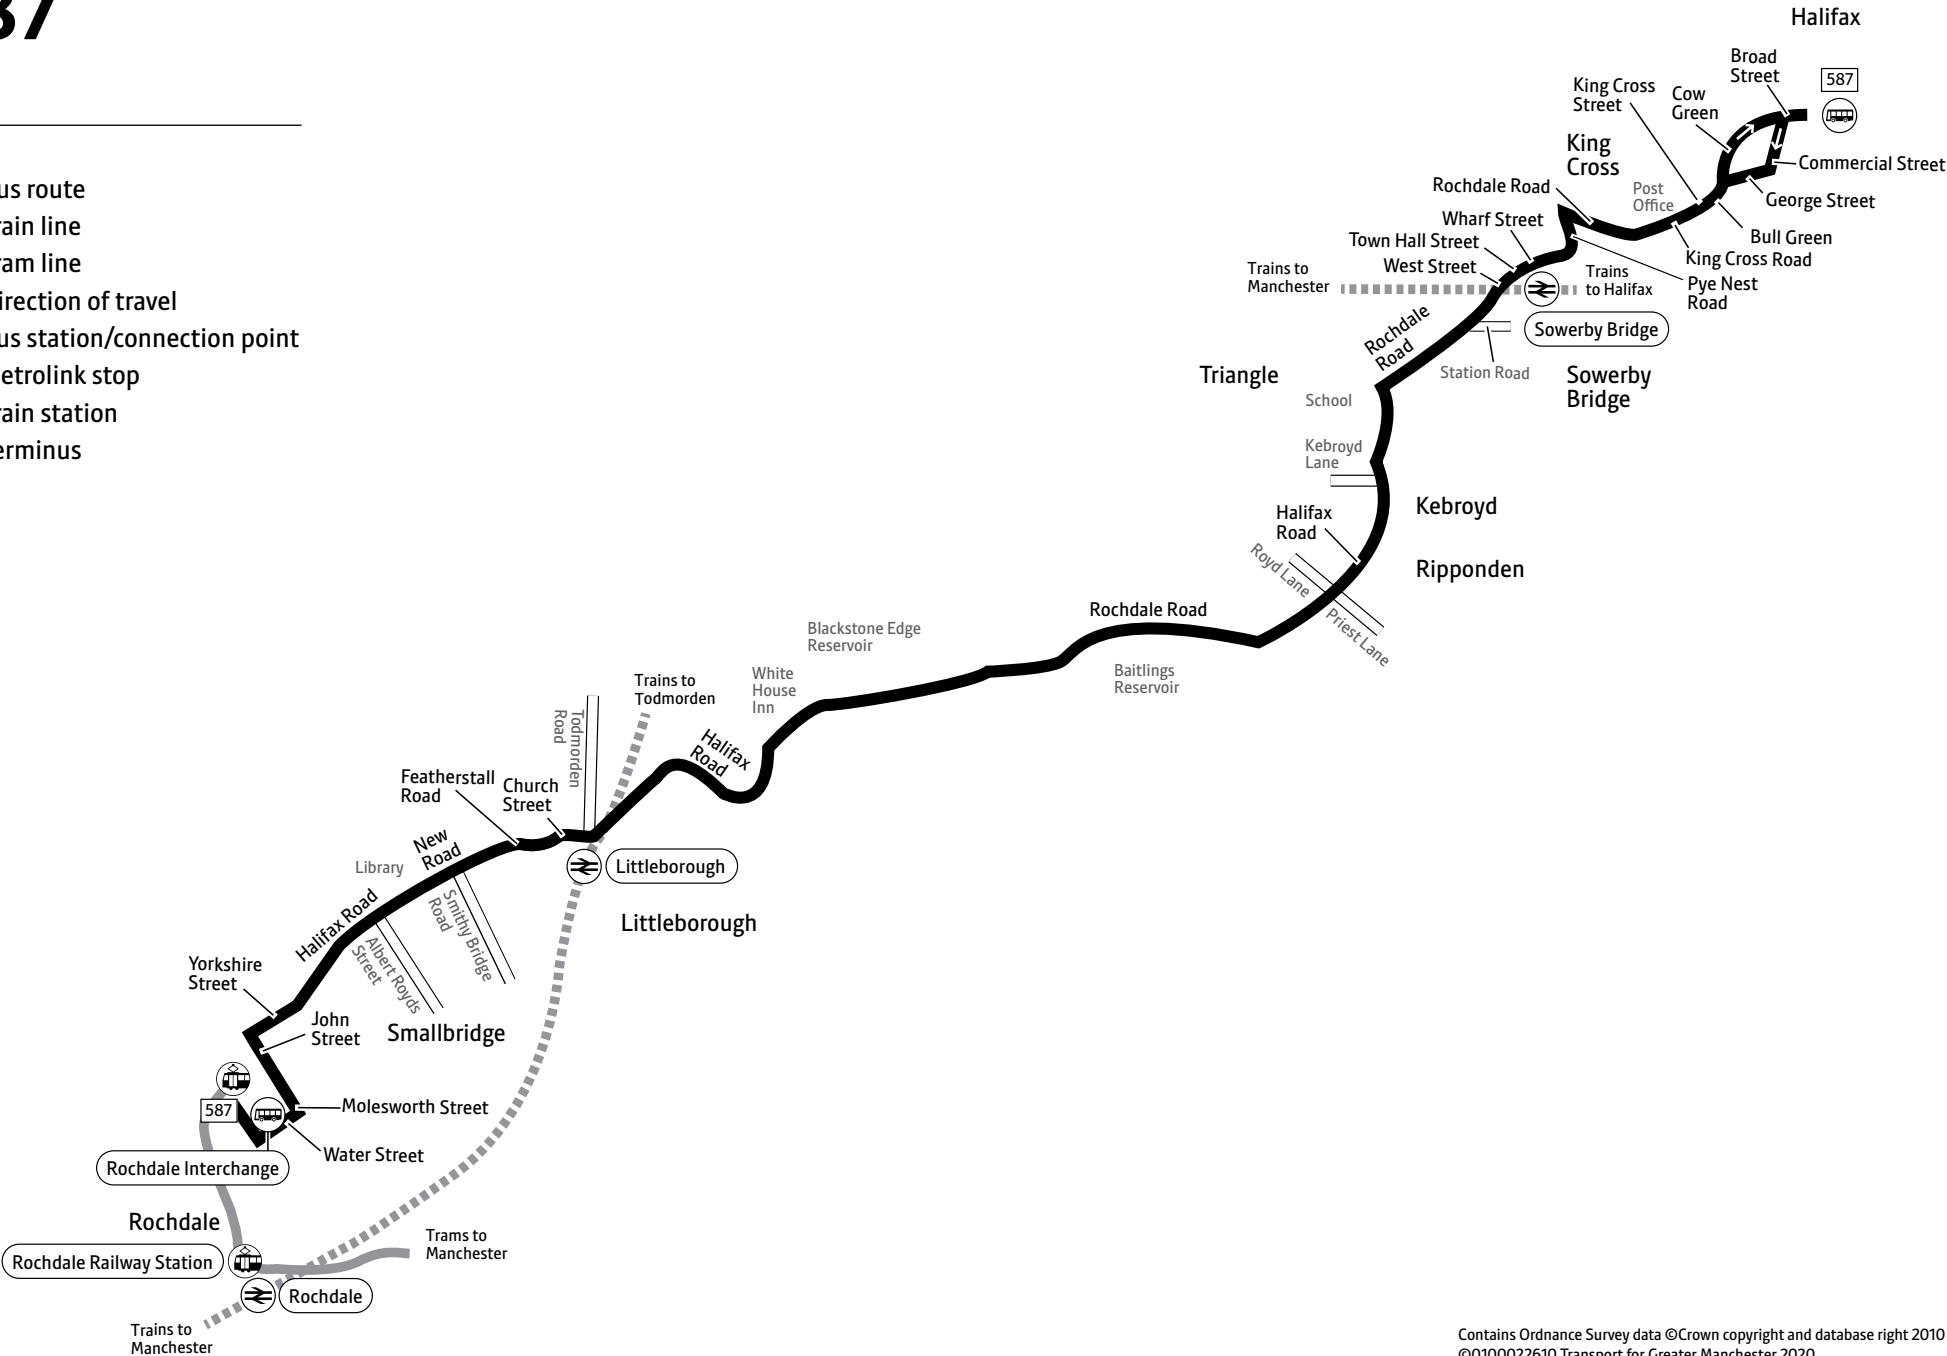 87
us route
rain line
ram line
irection of travel
us station/connection point
etrolink stop
rain station
erminus
Halifax
Broad
Street
587
King Cross
Street
Cow
Green
King
Cross
Commercial Street
Rochdale Road
Post
Office
George Street
Wharf Street
Town Hall Street
Bull Green
West Street
King Cross Road
Trains to
Manchester
Trains
to Halifax
Pye Nest
Road
Rochdale
Road
Sowerby Bridge
Triangle
Station Road
Sowerby
Bridge
School
Kebroyd
Lane
Kebroyd
Halifax
Road
Royd Lane
Ripponden
Priest Lane
Rochdale Road
Blackstone Edge
Reservoir
Baitlings
Reservoir
White
House
Inn
Trains to
Todmorden
Todmorden
Road
Halifax
Road
Featherstall
Road
Church
Street
New
Road
Library
Littleborough
Littleborough
Smithy Bridge
Road
Halifax Road
Albert Royds
Street
Yorkshire
Street
John
Street
Smallbridge
587
Molesworth Street
Water Street
Rochdale Interchange
Rochdale
Trams to
Manchester
Rochdale Railway Station
Rochdale
Trains to
Manchester
Contains Ordnance Survey data ©Crown copyright and database right 2010
©0100022610 Transport for Greater Manchester 2020